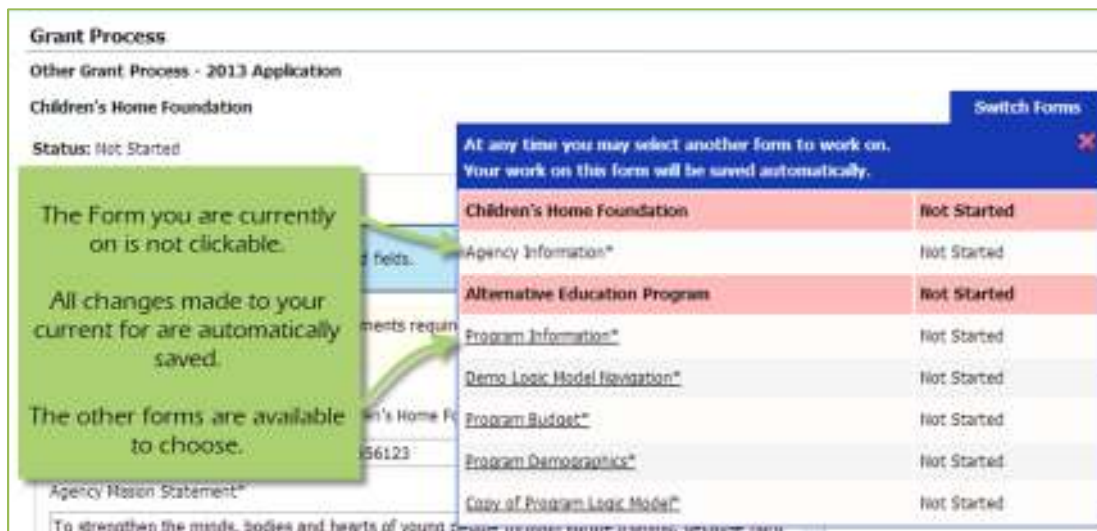 Grant Process
Other Grant Process - 2013 Application
Children's Home Foundation
Switch Forms
Status: Not Started
At any time you may select another form to work on.
Your work on this form will be saved automatically.
Children's Home Foundation Not Started
Agency Information* Not Started
Alternative Education Program Not Started
Program Information* Not Started
Demo Logic Model Navigation* Not Started
Program Budget* Not Started
Program Demographics* Not Started
Copy of Program Logic Model* Not Started
The Form you are currently
on is not clickable.
All changes made to your
current for are automatically
saved.
The other forms are available
to choose.
fields.
ments requir
n's Home Fo
56123
Agency Mission Statement*
To strengthen the minds, bodies and hearts of young people